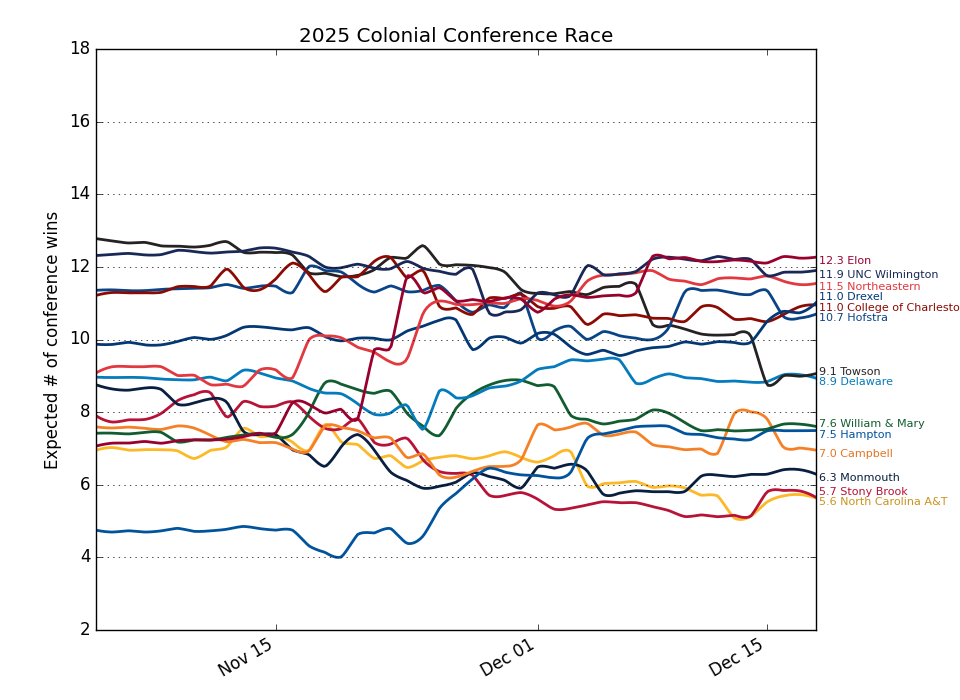 2025 Colonial Conference Race
Expected # of conference wins
18
16
14
12
10
8
6
4
2
Nov 15
Dec 01
Dec 15
12.3 Elon
11.9 UNC Wilmington
11.5 Northeastern
11.0 Drexel
11.0 College of Charlesto
10.7 Hofstra
9.1 Towson
8.9 Delaware
7.6 William & Mary
7.5 Hampton
7.0 Campbell
6.3 Monmouth
5.7 Stony Brook
5.6 North Carolina A&T